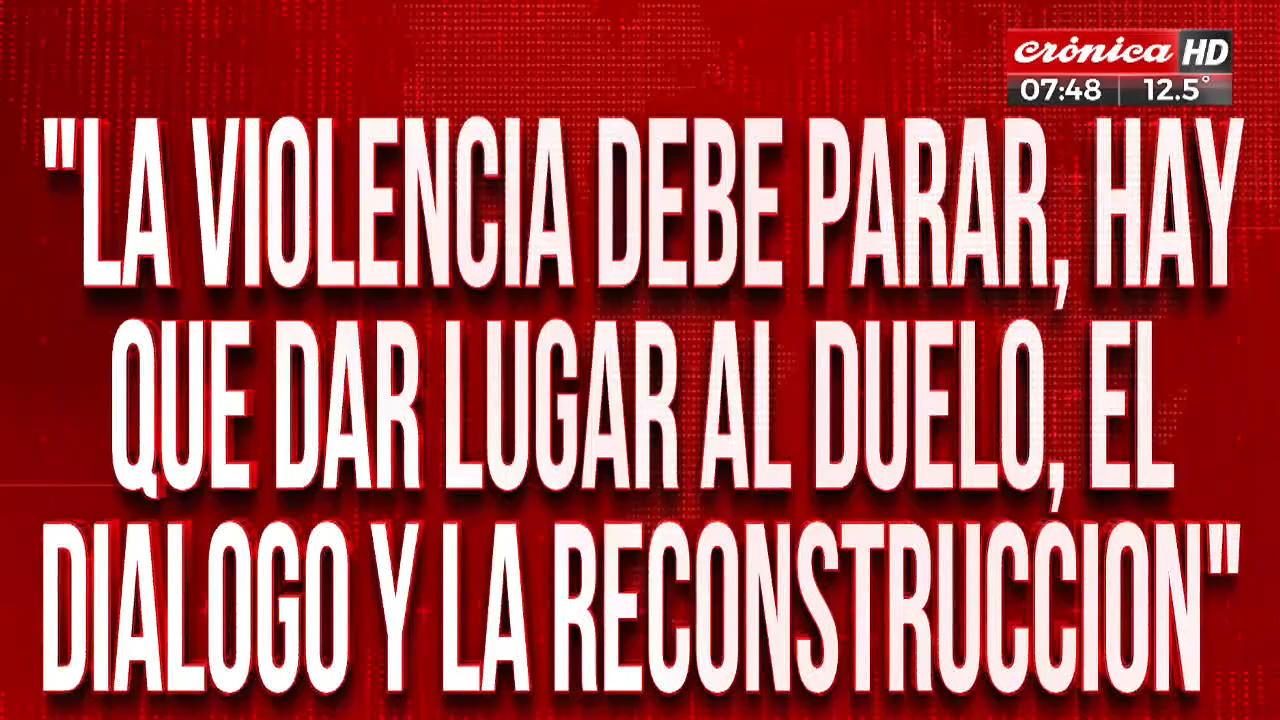 crónica HD
07:48 12.5°
"LA VIOLENCIA DEBE PARAR, HAY
QUE DAR LUGAR AL DUELO, EL
DIALOGO Y LA RECONSTRUCCION"